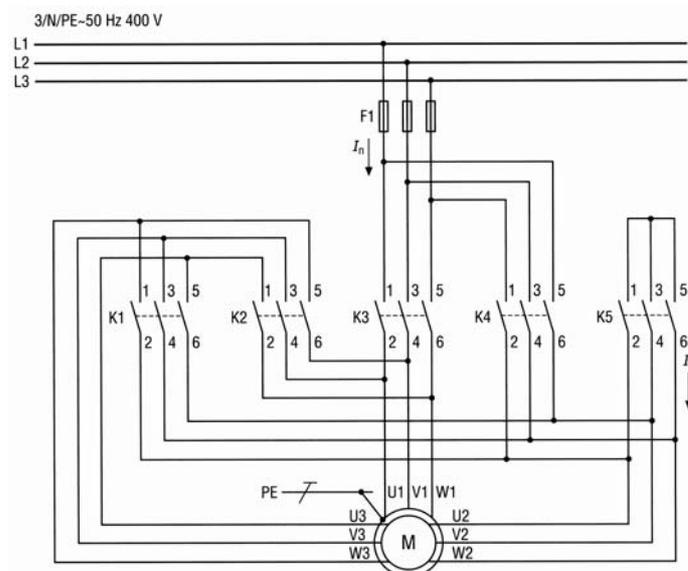 3/N/PE~50 Hz 400 V
L1
L2
L3
F1
In
1 3 5 1 3 5 1 3 5 1 3 5 1 3 5
K1 K2 K3 K4 K5
2 4 6 2 4 6 2 4 6 2 4 6 2 4 6
I
PE U1 V1 W1
U3 U2
V3 M V2
W3 W2